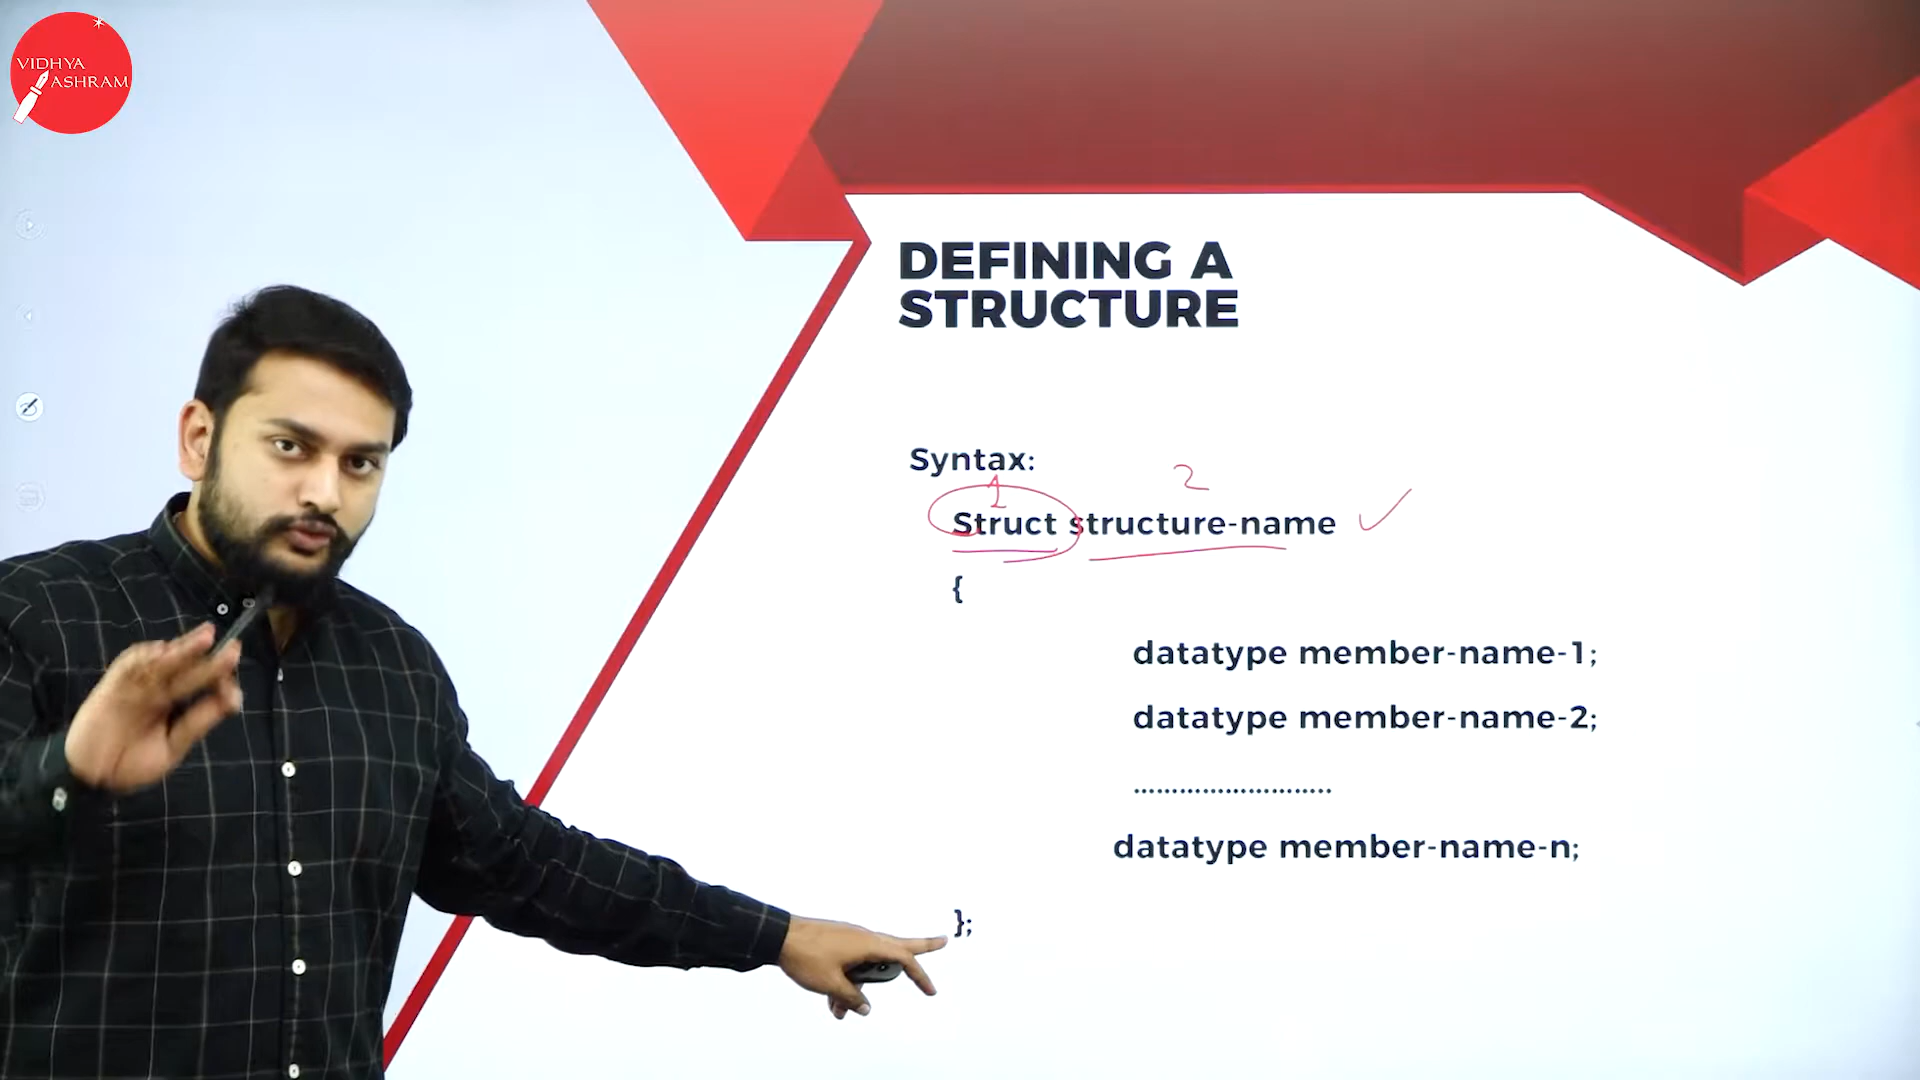 VIDHYA
ASHRAM
DEFINING A
STRUCTURE
Syntax:
1 2
Struct structure-name
{
datatype member-name-1;
datatype member-name-2;
...........................
datatype member-name-n;
};